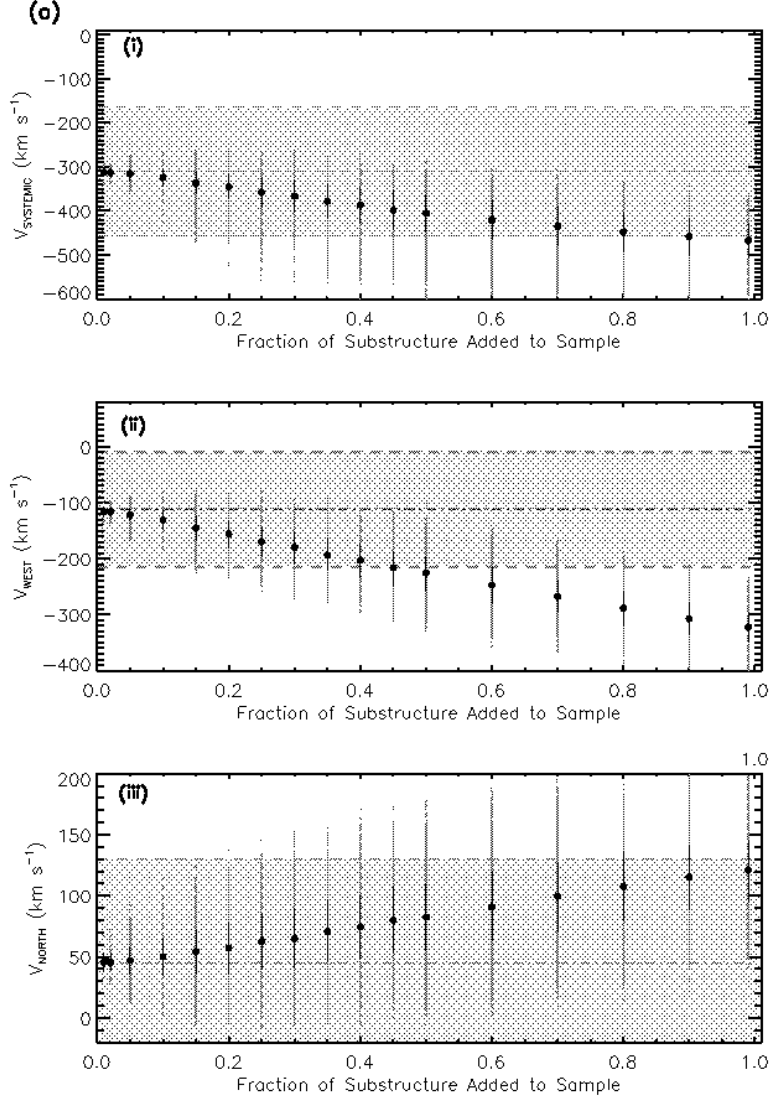 (a)
(i)
0
−100
−200
−300
−400
−500
−600
V_SYSTEMIC (km s⁻¹)
0.0 0.2 0.4 0.6 0.8 1.0
Fraction of Substructure Added to Sample
(ii)
0
−100
−200
−300
−400
V_WEST (km s⁻¹)
0.0 0.2 0.4 0.6 0.8 1.0
Fraction of Substructure Added to Sample
1.0
(iii)
200
150
100
50
0
V_NORTH (km s⁻¹)
0.0 0.2 0.4 0.6 0.8 1.0
Fraction of Substructure Added to Sample